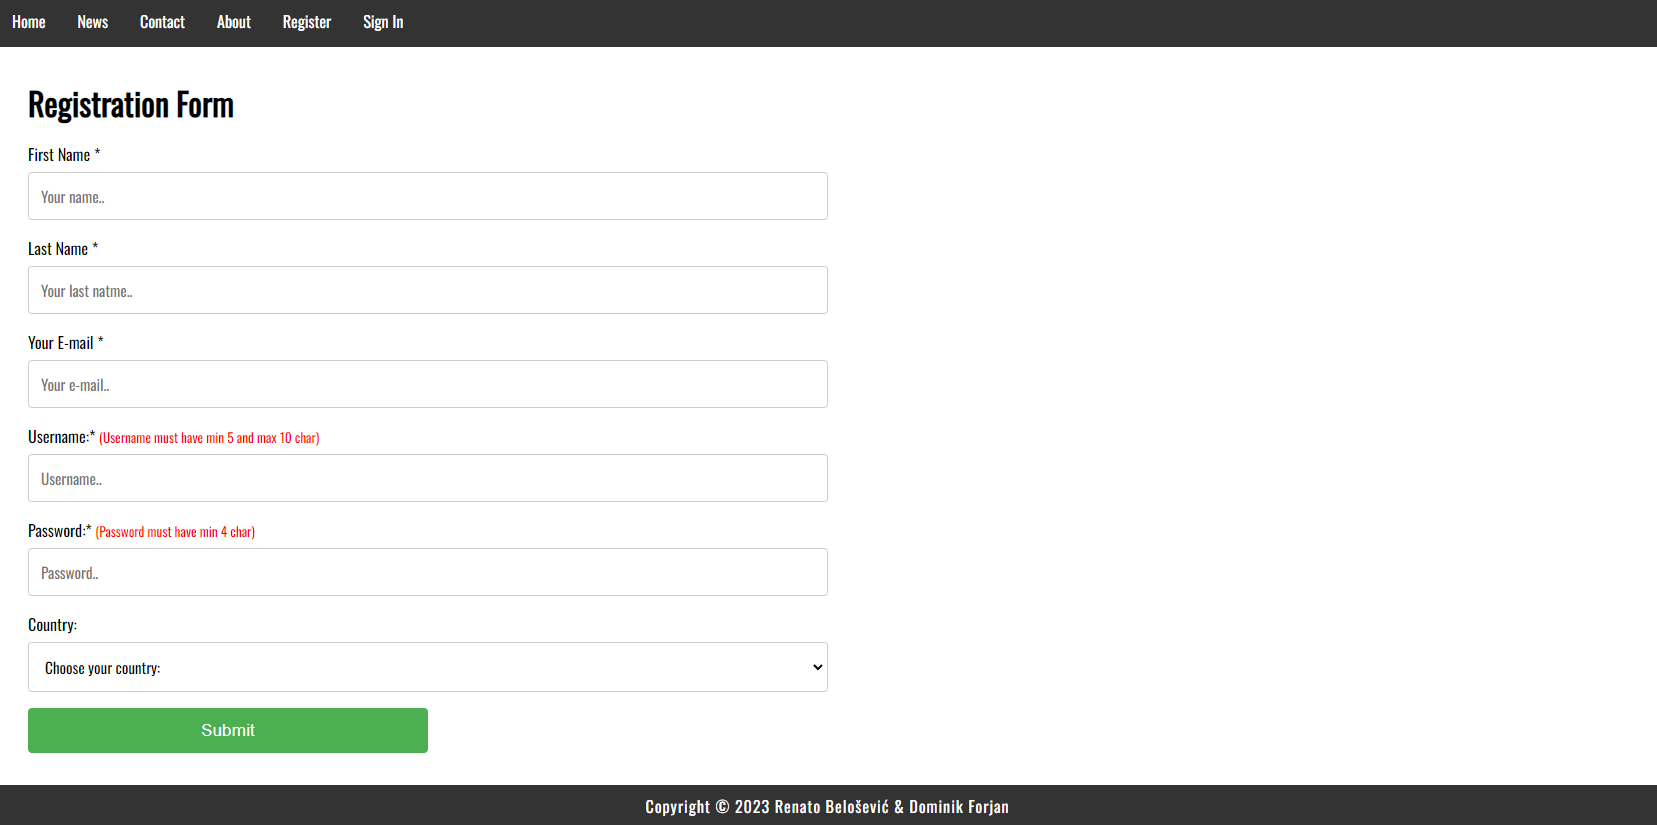 Home News Contact About Register Sign In
Registration Form
First Name *
Your name..
Last Name *
Your last natme..
Your E-mail *
Your e-mail..
Username:* (Username must have min 5 and max 10 char)
Username..
Password:* (Password must have min 4 char)
Password..
Country:
Choose your country:
Submit
Copyright © 2023 Renato Belošević & Dominik Forjan